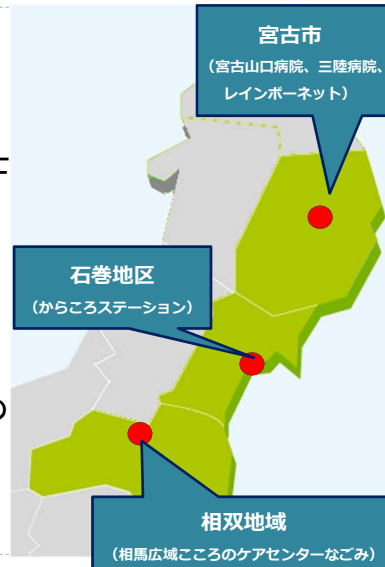 宮古市
（宮古山口病院、三陸病院、
レインボーネット）
石巻地区
（からころステーション）
の
相双地域
（相馬広域こころのケアセンターなごみ）